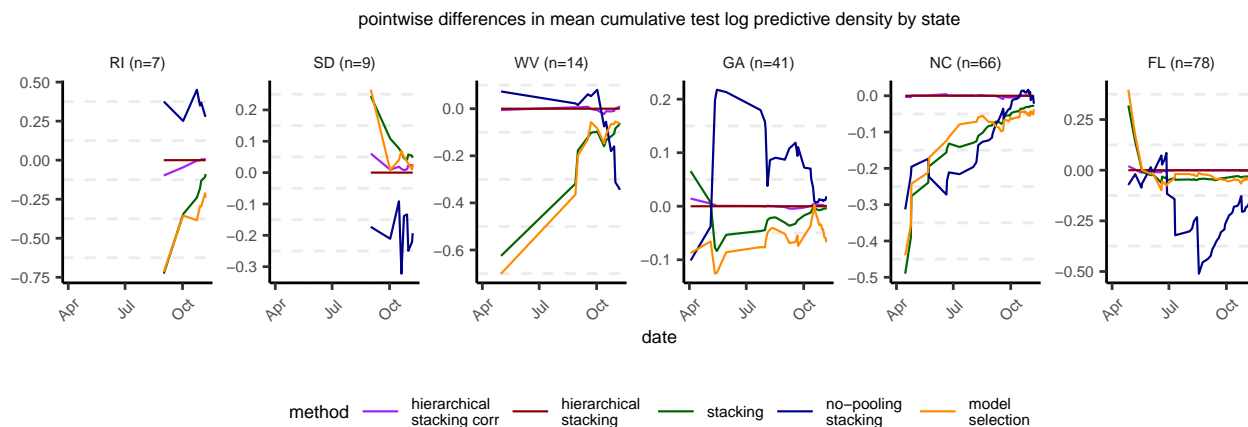 pointwise differences in mean cumulative test log predictive density by state
RI (n=7)
SD (n=9)
WV (n=14)
GA (n=41)
NC (n=66)
FL (n=78)
0.50
0.25
0.00
−0.25
−0.50
−0.75
Apr
Jul
Oct
0.2
0.1
0.0
−0.1
−0.2
−0.3
Apr
Jul
Oct
0.0
−0.2
−0.4
−0.6
Apr
Jul
Oct
0.2
0.1
0.0
−0.1
Apr
Jul
Oct
0.0
−0.1
−0.2
−0.3
−0.4
−0.5
Apr
Jul
Oct
0.25
0.00
−0.25
−0.50
Apr
Jul
Oct
date
method
hierarchical
stacking corr
hierarchical
stacking
stacking
no−pooling
stacking
model
selection